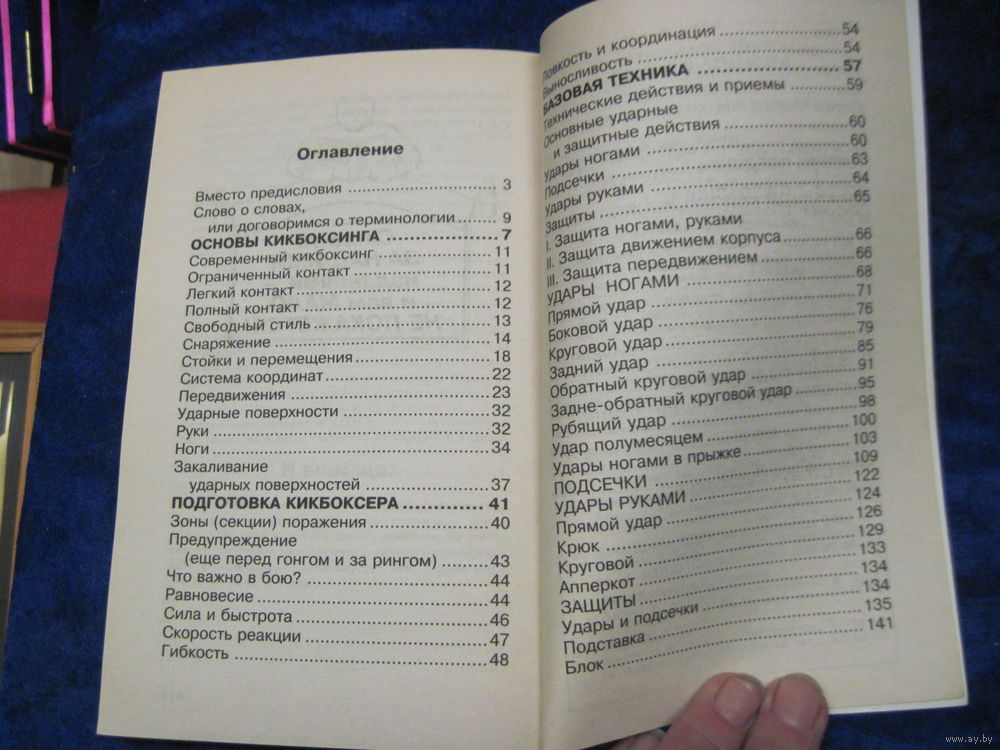 Оглавление
Вместо предисловия ........ 3
Слово о словах,
или договоримся о терминологии ........ 9
ОСНОВЫ КИКБОКСИНГА ........ 7
Современный кикбоксинг ........ 11
Ограниченный контакт ........ 11
Легкий контакт ........ 12
Полный контакт ........ 12
Свободный стиль ........ 13
Снаряжение ........ 14
Стойки и перемещения ........ 18
Система координат ........ 22
Передвижения ........ 23
Ударные поверхности ........ 32
Руки ........ 32
Ноги ........ 34
Закаливание
ударных поверхностей ........ 37
ПОДГОТОВКА КИКБОКСЕРА ........ 41
Зоны (секции) поражения ........ 40
Предупреждение
(еще перед гонгом и за рингом) ........ 43
Что важно в бою? ........ 44
Равновесие ........ 44
Сила и быстрота ........ 46
Скорость реакции ........ 47
Гибкость ........ 48
Ловкость и координация ........ 54
Выносливость ........ 54
БАЗОВАЯ ТЕХНИКА ........ 57
Технические действия и приемы ........ 59
Основные ударные
и защитные действия ........ 60
Удары ногами ........ 60
Подсечки ........ 63
Удары руками ........ 64
Защиты ........ 65
I. Защита ногами, руками
II. Защита движением корпуса ........ 66
III. Защита передвижением ........ 66
УДАРЫ НОГАМИ ........ 68
Прямой удар ........ 71
Боковой удар ........ 76
Круговой удар ........ 79
Задний удар ........ 85
Обратный круговой удар ........ 91
Задне-обратный круговой удар ........ 95
Рубящий удар ........ 98
Удар полумесяцем ........ 100
Удары ногами в прыжке ........ 103
ПОДСЕЧКИ ........ 109
УДАРЫ РУКАМИ ........ 122
Прямой удар ........ 124
Крюк ........ 126
Круговой ........ 129
Апперкот ........ 133
ЗАЩИТЫ ........ 134
Удары и подсечки ........ 134
Подставка ........ 135
Блок ........ 141
www.ay.by